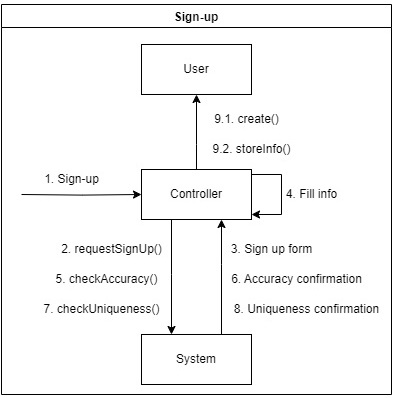 Sign-up
User
9.1. create()
9.2. storeInfo()
1. Sign-up
Controller
4. Fill info
2. requestSignUp()
3. Sign up form
5. checkAccuracy()
6. Accuracy confirmation
7. checkUniqueness()
8. Uniqueness confirmation
System